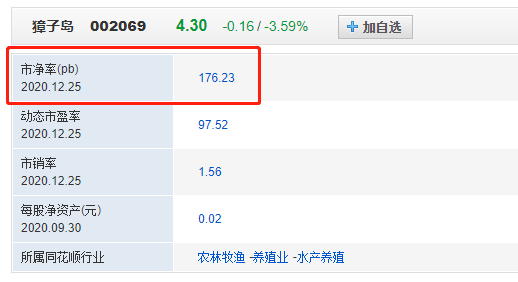 獐子岛 002069 4.30 -0.16 / -3.59% 加自选
市净率(pb) 176.23
2020.12.25
动态市盈率 97.52
2020.12.25
市销率 1.56
2020.12.25
每股净资产(元) 0.02
2020.09.30
所属同花顺行业 农林牧渔 -养殖业 -水产养殖